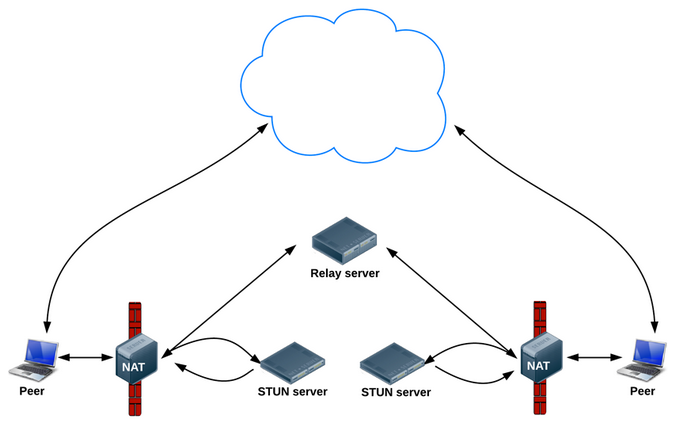 Relay server
NAT
NAT
Peer
STUN server
STUN server
Peer